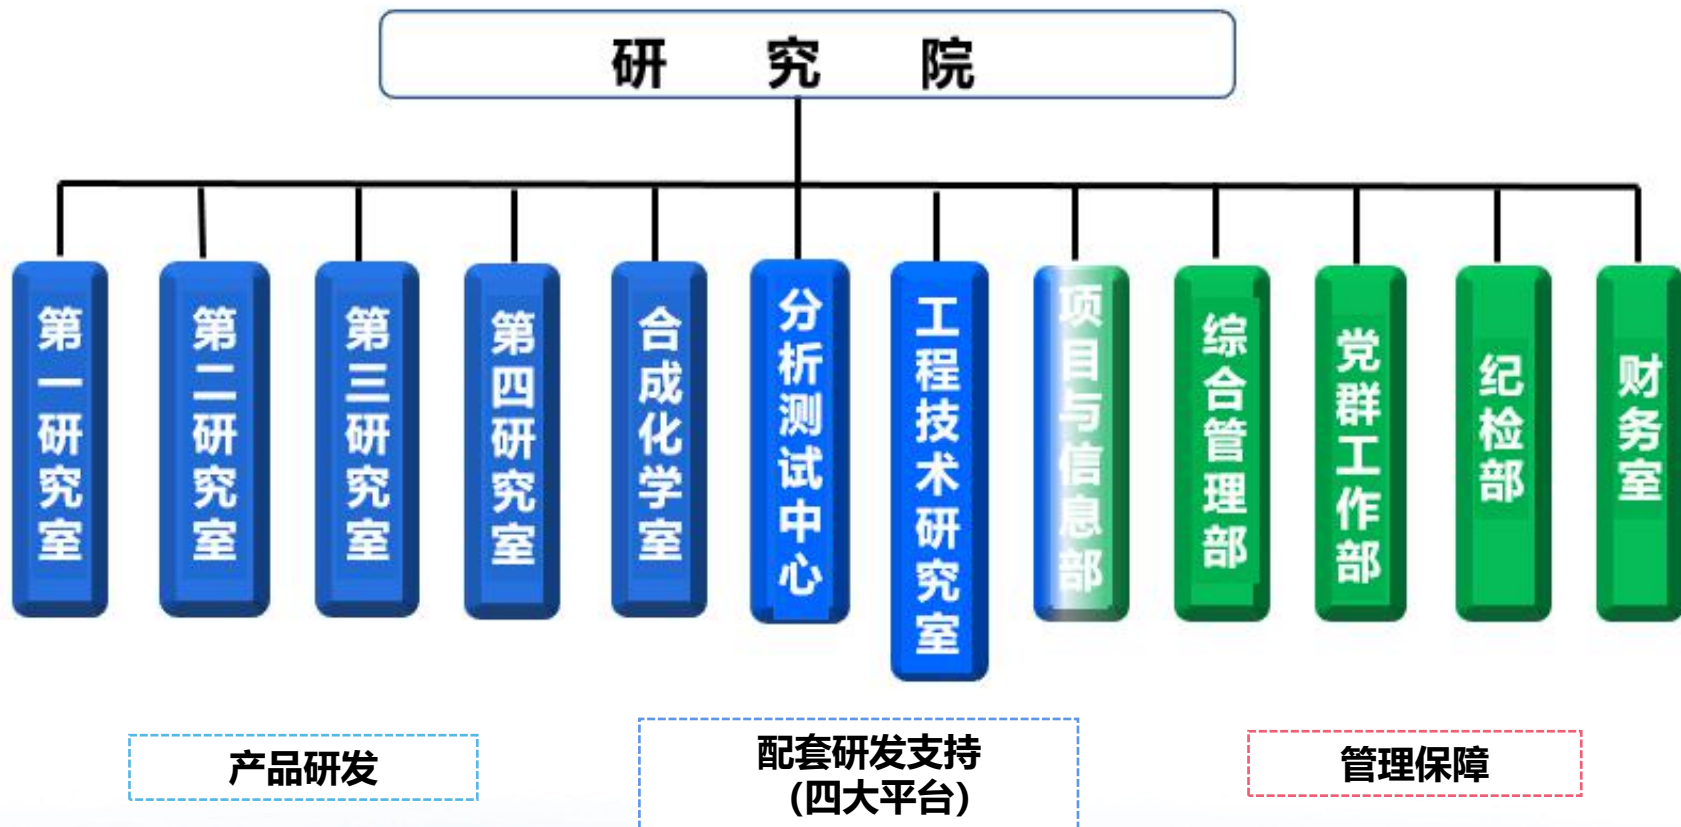 研究院
第一研究室
第二研究室
第三研究室
第四研究室
合成化学室
分析测试中心
工程技术研究室
项目与信息部
综合管理部
党群工作部
纪检部
财务室
产品研发
配套研发支持
(四大平台)
管理保障